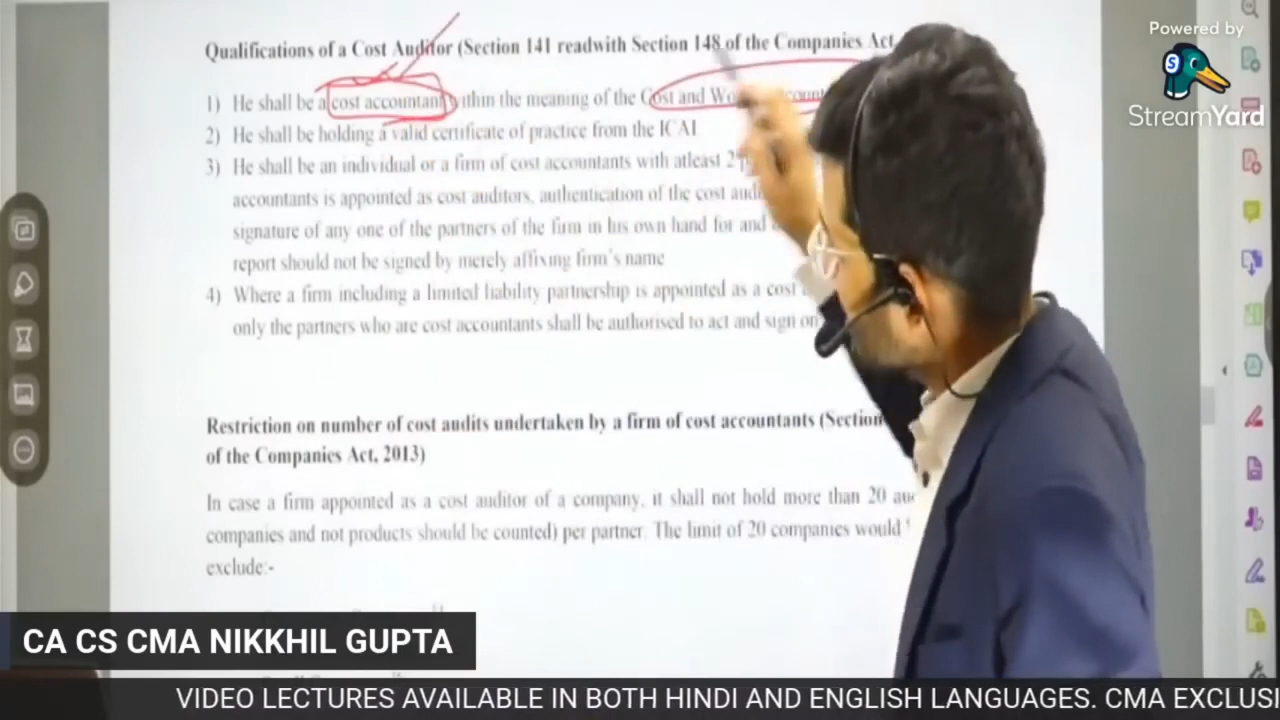 Powered by
StreamYard
Qualifications of a Cost Auditor (Section 141 readwith Section 148 of the Companies Act
1) He shall be a cost accountant within the meaning of the Cost and
2) He shall be holding a valid certificate of practice from the ICAI
3) He shall be an individual or a firm of cost accountants with atleast 2
accountants is appointed as cost auditors, authentication of the cost
signature of any one of the partners of the firm in his own hand for and
report should not be signed by merely affixing firm's name
4) Where a firm including a limited liability partnership is appointed as a cost
only the partners who are cost accountants shall be authorised to act and sign on
Restriction on number of cost audits undertaken by a firm of cost accountants (Section
of the Companies Act, 2013)
In case a firm appointed as a cost auditor of a company, it shall not hold more than 20
companies and not products should be counted) per partner. The limit of 20 companies would
exclude:-
CA CS CMA NIKKHIL GUPTA
VIDEO LECTURES AVAILABLE IN BOTH HINDI AND ENGLISH LANGUAGES. CMA EXCLUSI